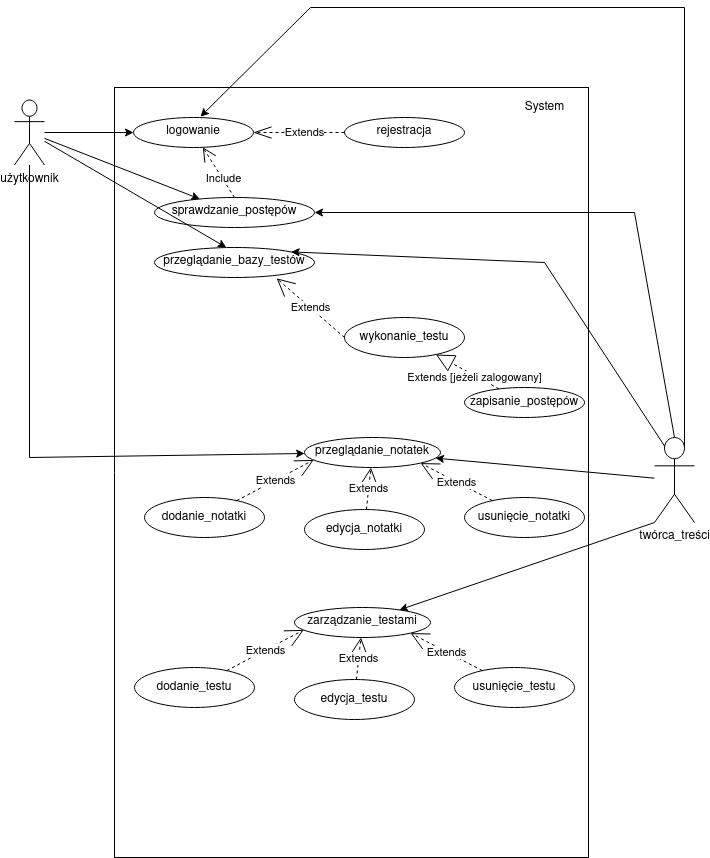 System
logowanie
Extends
rejestracja
użytkownik
Include
sprawdzanie_postępów
przeglądanie_bazy_testów
Extends
wykonanie_testu
Extends [jeżeli zalogowany]
zapisanie_postępów
przeglądanie_notatek
Extends
Extends
Extends
dodanie_notatki
edycja_notatki
usunięcie_notatki
twórca_treści
zarządzanie_testami
Extends
Extends
Extends
dodanie_testu
edycja_testu
usunięcie_testu